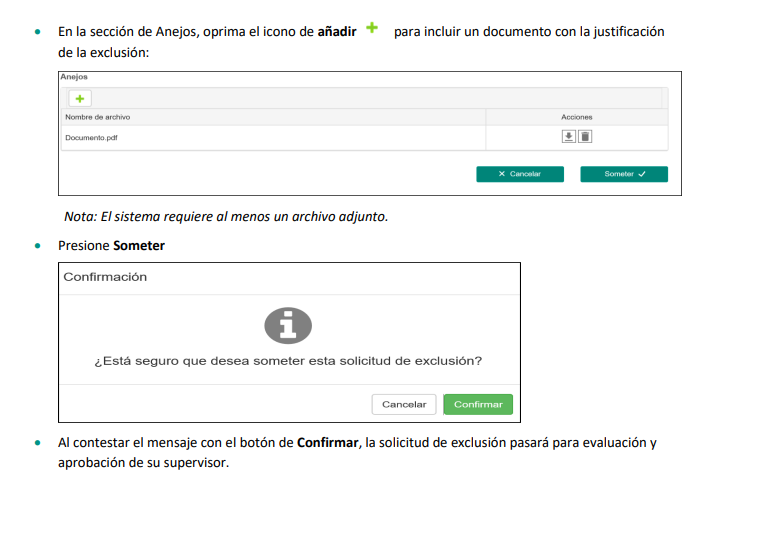 • En la sección de Anejos, oprima el icono de añadir + para incluir un documento con la justificación
de la exclusión:
Anejos
+
Nombre de archivo Acciones
Documento.pdf
× Cancelar Someter ✓
Nota: El sistema requiere al menos un archivo adjunto.
• Presione Someter
Confirmación
¿Está seguro que desea someter esta solicitud de exclusión?
Cancelar Confirmar
• Al contestar el mensaje con el botón de Confirmar, la solicitud de exclusión pasará para evaluación y
aprobación de su supervisor.